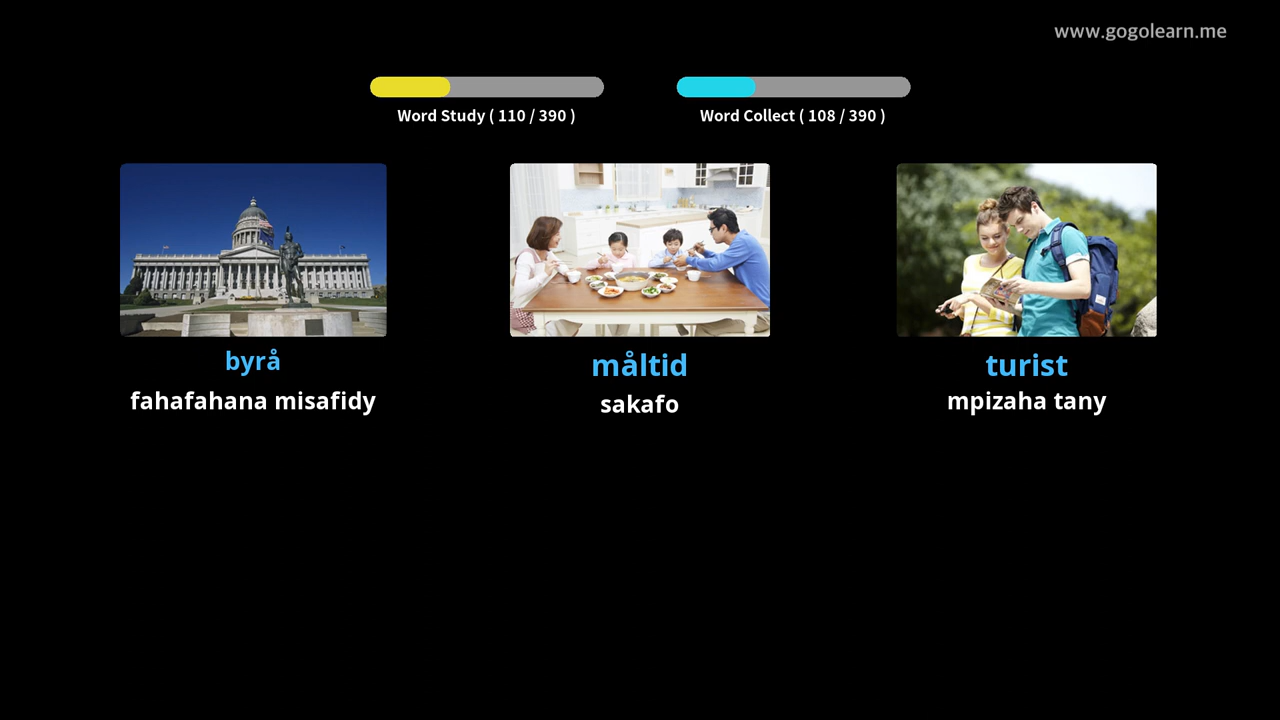 www.gogolearn.me
Word Study ( 110 / 390 )
Word Collect ( 108 / 390 )
byrå
fahafahana misafidy
måltid
sakafo
turist
mpizaha tany